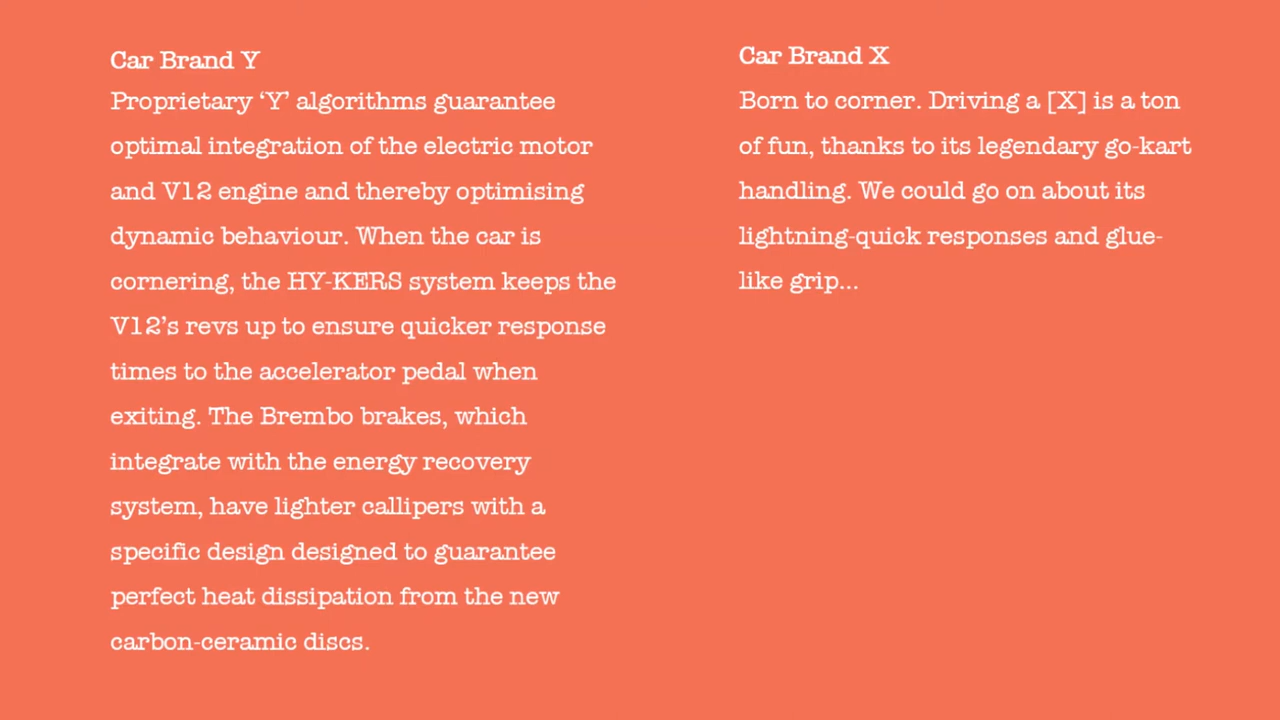 Car Brand Y
Proprietary ‘Y’ algorithms guarantee
optimal integration of the electric motor
and V12 engine and thereby optimising
dynamic behaviour. When the car is
cornering, the HY-KERS system keeps the
V12’s revs up to ensure quicker response
times to the accelerator pedal when
exiting. The Brembo brakes, which
integrate with the energy recovery
system, have lighter callipers with a
specific design designed to guarantee
perfect heat dissipation from the new
carbon-ceramic discs.
Car Brand X
Born to corner. Driving a [X] is a ton
of fun, thanks to its legendary go-kart
handling. We could go on about its
lightning-quick responses and glue-
like grip...